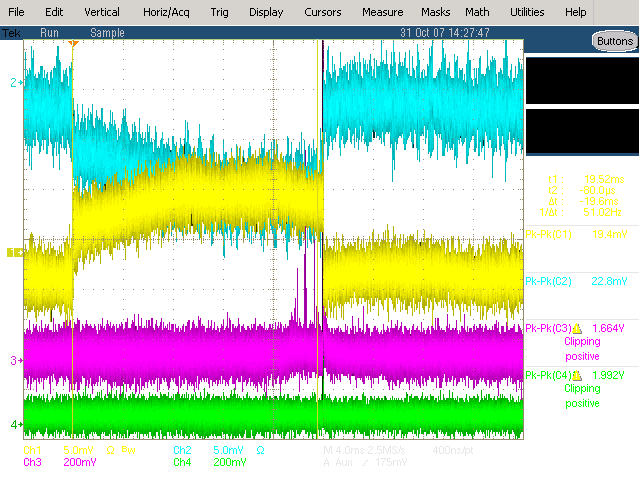 File Edit Vertical Horiz/Acq Trig Display Cursors Measure Masks Math Utilities Help
Tek Run Sample 31 Oct 07 14:27:47
Buttons
2
t1 : 19.52ms
t2 : -80.0µs
Δt : -19.6ms
1/Δt : 51.02Hz
Pk-Pk(C1) 19.4mV
1
Pk-Pk(C2) 22.8mV
Pk-Pk(C3) 1.664V
Clipping
positive
3
Pk-Pk(C4) 1.992V
Clipping
positive
4
Ch1 5.0mV Ω Bw Ch2 5.0mV Ω M 4.0ms 2.5MS/s 400ns/pt
Ch3 200mV Ch4 200mV A Aux 175mV